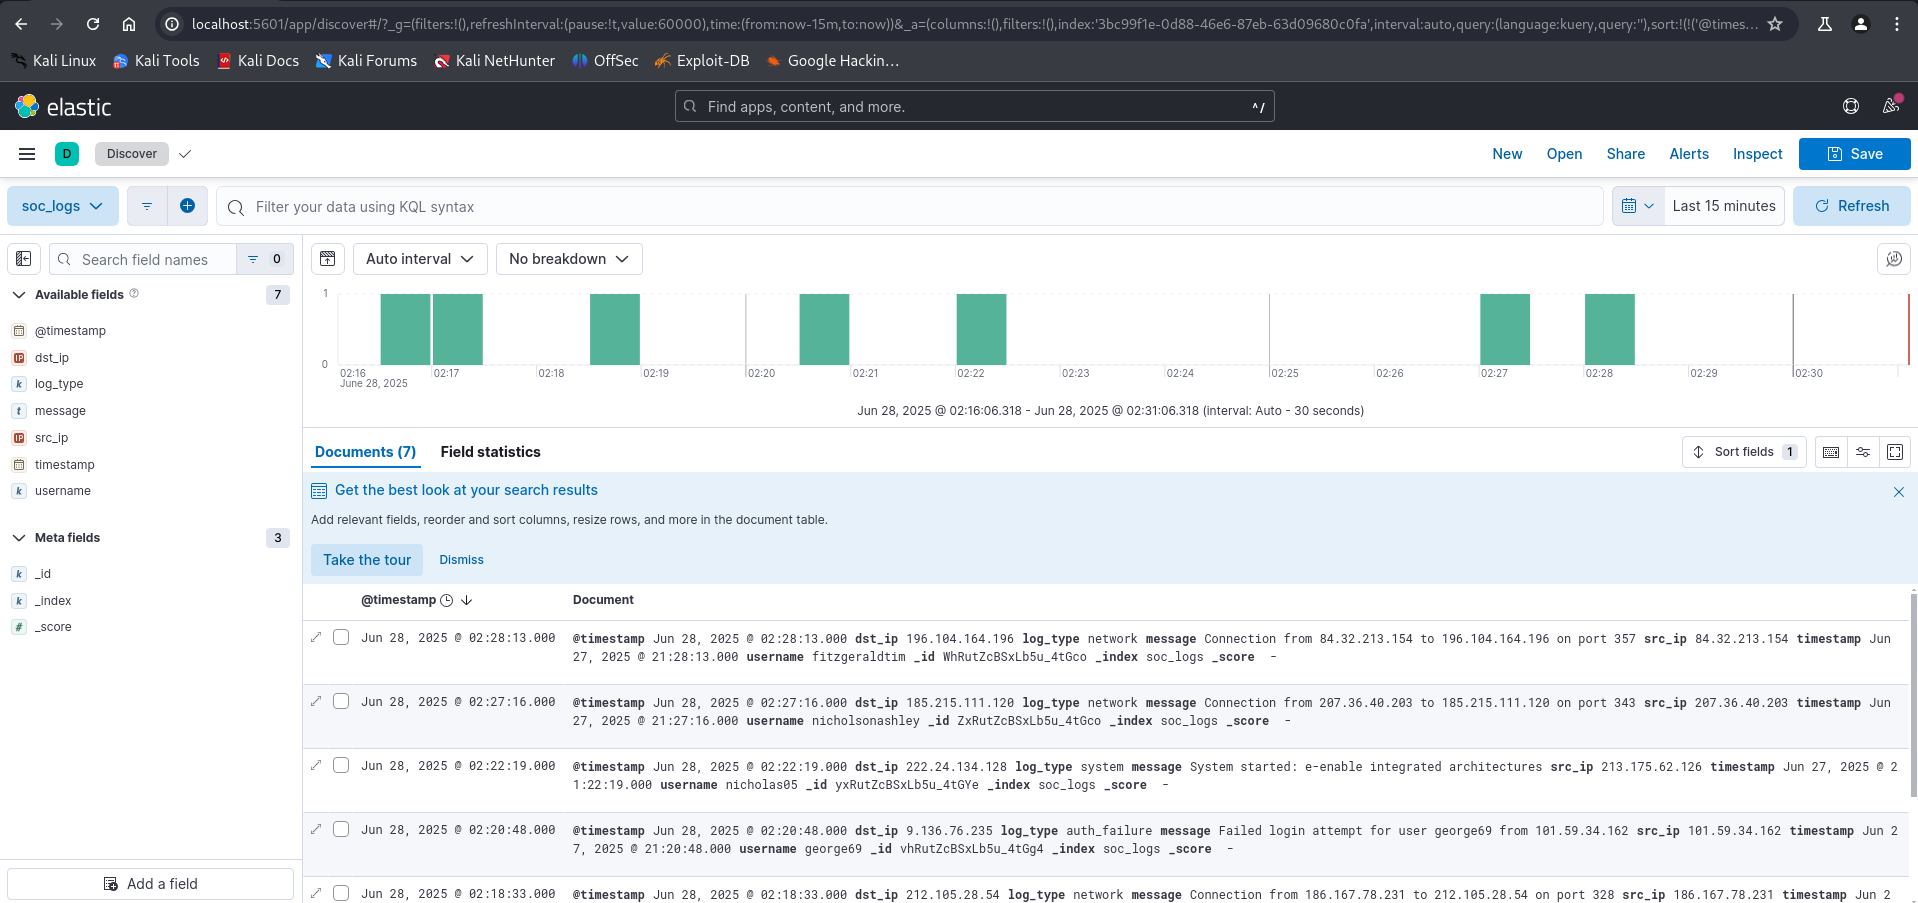 localhost:5601/app/discover#/?_g=(filters:!(),refreshInterval:(pause:!t,value:60000),time:(from:now-15m,to:now))&_a=(columns:!(),filters:!(),index:'3bc99f1e-0d88-46e6-87eb-63d09680c0fa',interval:auto,query:(language:kuery,query:''),sort:!(!('@times...
Kali Linux Kali Tools Kali Docs Kali Forums Kali NetHunter OffSec Exploit-DB Google Hackin...
elastic Find apps, content, and more. ^/
D Discover New Open Share Alerts Inspect Save
soc_logs Filter your data using KQL syntax Last 15 minutes Refresh
Search field names 0 Auto interval No breakdown
Available fields 7
@timestamp
dst_ip
log_type
message
src_ip
timestamp
username
Meta fields 3
_id
_index
_score
Add a field
1
0
02:16 02:17 02:18 02:19 02:20 02:21 02:22 02:23 02:24 02:25 02:26 02:27 02:28 02:29 02:30
June 28, 2025
Jun 28, 2025 @ 02:16:06.318 - Jun 28, 2025 @ 02:31:06.318 (interval: Auto - 30 seconds)
Documents (7) Field statistics Sort fields 1
Get the best look at your search results
Add relevant fields, reorder and sort columns, resize rows, and more in the document table.
Take the tour Dismiss
@timestamp Document
Jun 28, 2025 @ 02:28:13.000 @timestamp Jun 28, 2025 @ 02:28:13.000 dst_ip 196.104.164.196 log_type network message Connection from 84.32.213.154 to 196.104.164.196 on port 357 src_ip 84.32.213.154 timestamp Jun
27, 2025 @ 21:28:13.000 username fitzgeraldtim _id WhRutZcBSxLb5u_4tGco _index soc_logs _score -
Jun 28, 2025 @ 02:27:16.000 @timestamp Jun 28, 2025 @ 02:27:16.000 dst_ip 185.215.111.120 log_type network message Connection from 207.36.40.203 to 185.215.111.120 on port 343 src_ip 207.36.40.203 timestamp Jun
27, 2025 @ 21:27:16.000 username nicholsonashley _id ZxRutZcBSxLb5u_4tGco _index soc_logs _score -
Jun 28, 2025 @ 02:22:19.000 @timestamp Jun 28, 2025 @ 02:22:19.000 dst_ip 222.24.134.128 log_type system message System started: e-enable integrated architectures src_ip 213.175.62.126 timestamp Jun 27, 2025 @ 2
1:22:19.000 username nicholas05 _id yxRutZcBSxLb5u_4tGYe _index soc_logs _score -
Jun 28, 2025 @ 02:20:48.000 @timestamp Jun 28, 2025 @ 02:20:48.000 dst_ip 9.136.76.235 log_type auth_failure message Failed login attempt for user george69 from 101.59.34.162 src_ip 101.59.34.162 timestamp Jun 2
7, 2025 @ 21:20:48.000 username george69 _id vhRutZcBSxLb5u_4tGg4 _index soc_logs _score -
Jun 28, 2025 @ 02:18:33.000 @timestamp Jun 28, 2025 @ 02:18:33.000 dst_ip 212.105.28.54 log_type network message Connection from 186.167.78.231 to 212.105.28.54 on port 328 src_ip 186.167.78.231 timestamp Jun 2